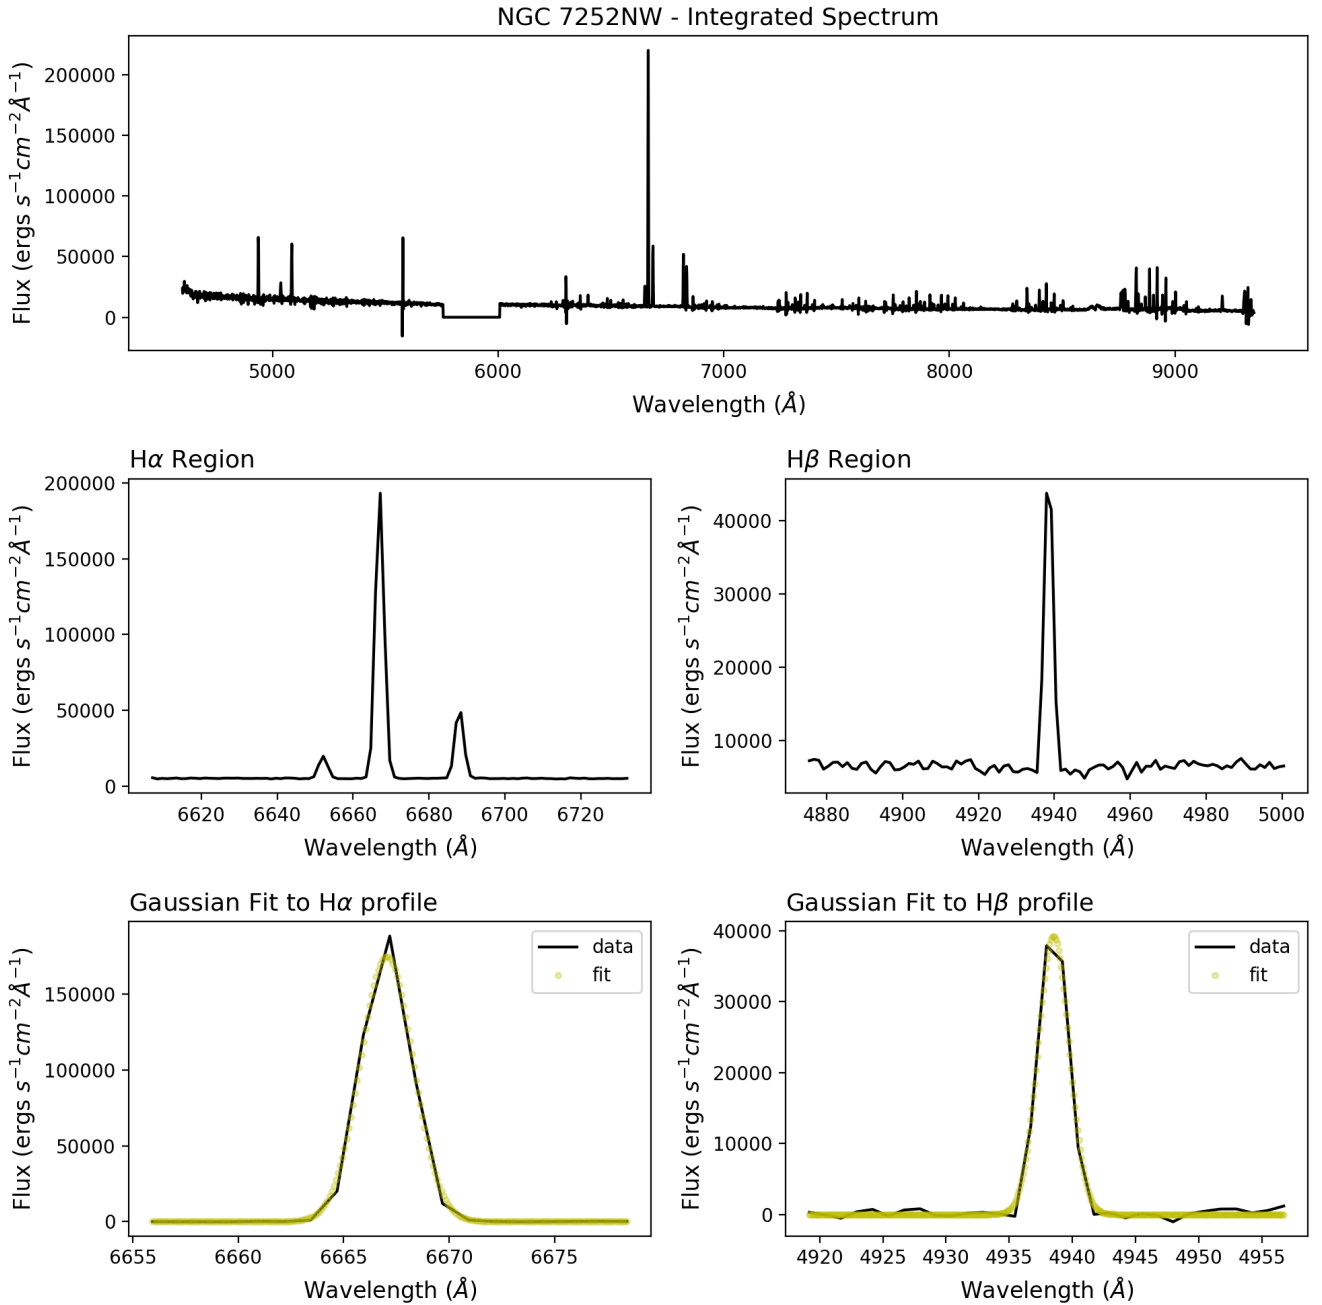 NGC 7252NW - Integrated Spectrum
Flux (ergs s⁻¹cm⁻²Å⁻¹)
200000
150000
100000
50000
0
5000 6000 7000 8000 9000
Wavelength (Å)
Hα Region
Flux (ergs s⁻¹cm⁻²Å⁻¹)
200000
150000
100000
50000
0
6620 6640 6660 6680 6700 6720
Wavelength (Å)
Hβ Region
Flux (ergs s⁻¹cm⁻²Å⁻¹)
40000
30000
20000
10000
4880 4900 4920 4940 4960 4980 5000
Wavelength (Å)
Gaussian Fit to Hα profile
Flux (ergs s⁻¹cm⁻²Å⁻¹)
150000
100000
50000
0
data
fit
6655 6660 6665 6670 6675
Wavelength (Å)
Gaussian Fit to Hβ profile
Flux (ergs s⁻¹cm⁻²Å⁻¹)
40000
30000
20000
10000
0
data
fit
4920 4925 4930 4935 4940 4945 4950 4955
Wavelength (Å)